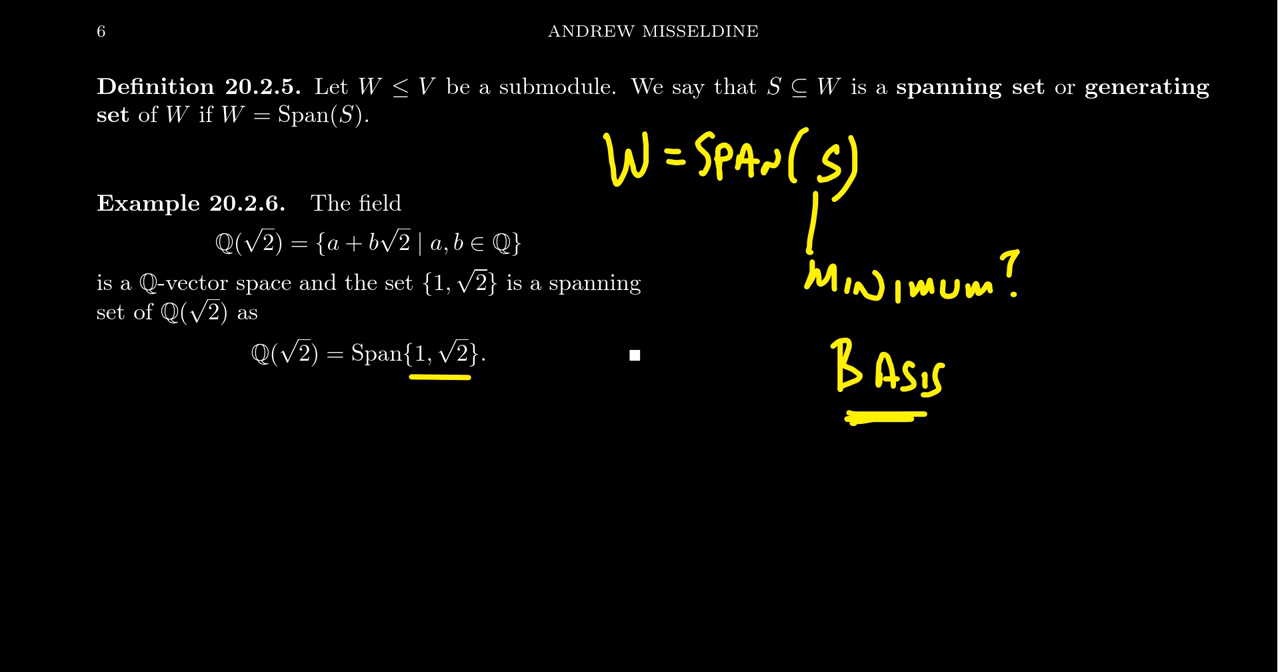 6
ANDREW MISSELDINE
Definition 20.2.5. Let W ≤ V be a submodule. We say that S ⊆ W is a spanning set or generating
set of W if W = Span(S).
W = SPAN(S)
MINIMUM?
BASIS
Example 20.2.6. The field
ℚ(√2) = {a + b√2 | a, b ∈ ℚ}
is a ℚ-vector space and the set {1, √2} is a spanning
set of ℚ(√2) as
ℚ(√2) = Span{1, √2}. ■